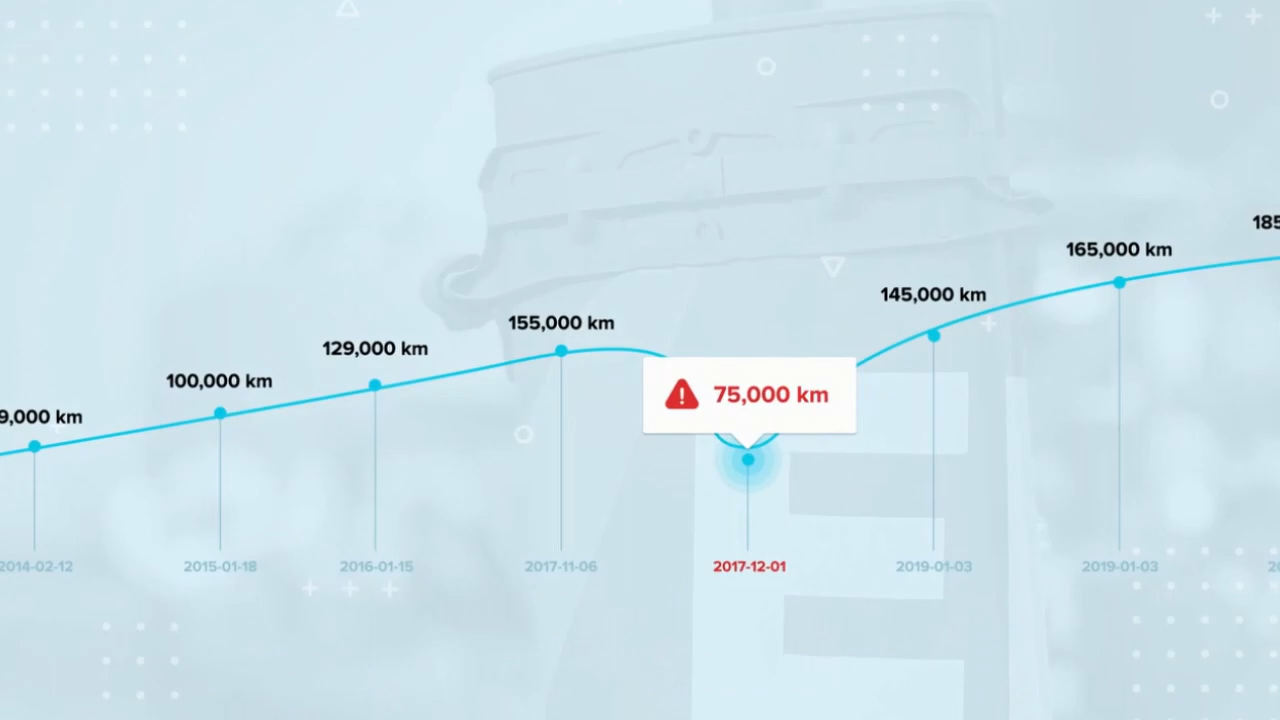 185
165,000 km
145,000 km
155,000 km
129,000 km
100,000 km
9,000 km
75,000 km
2014-02-12
2015-01-18
2016-01-15
2017-11-06
2017-12-01
2019-01-03
2019-01-03
20